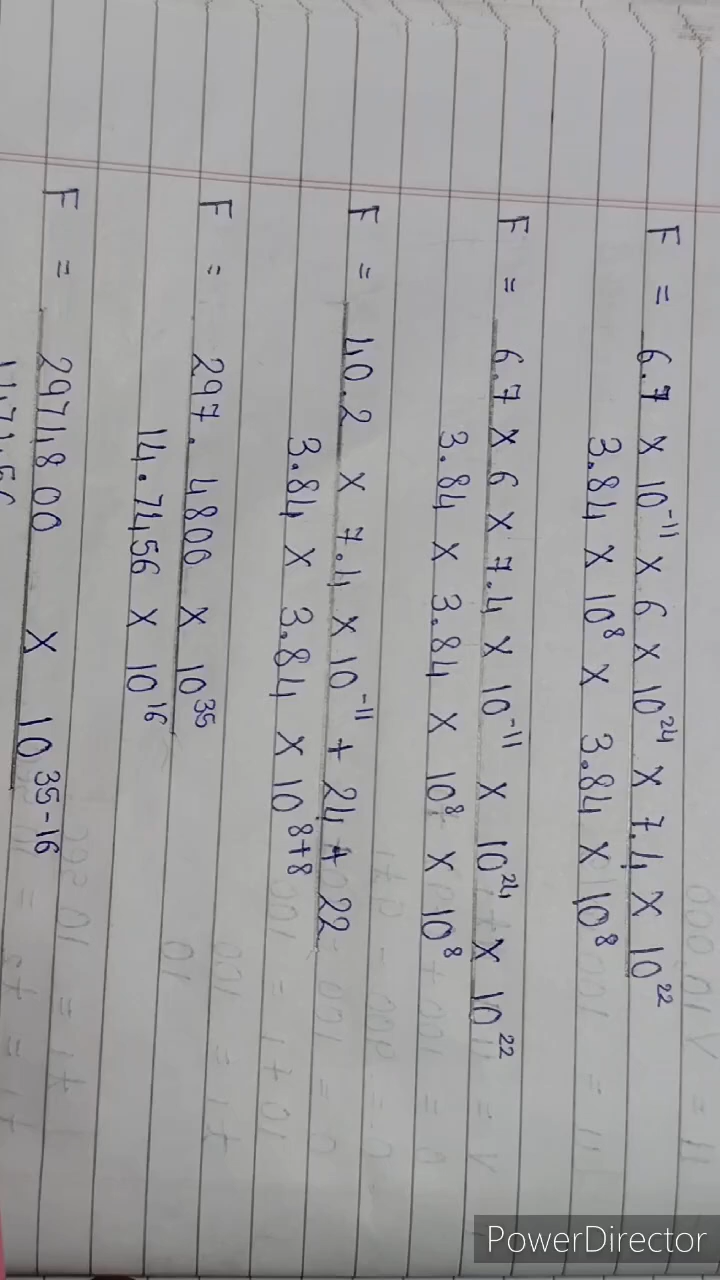 F = 6.7 × 10⁻¹¹ × 6 × 10²⁴ × 7.4 × 10²²
3.84 × 10⁸ × 3.84 × 10⁸
F = 6.7 × 6 × 7.4 × 10⁻¹¹ × 10²⁴ × 10²²
3.84 × 3.84 × 10⁸ × 10⁸
F = 40.2 × 7.4 × 10⁻¹¹ ⁺ ²⁴ ⁺ ²²
3.84 × 3.84 × 10⁸⁺⁸
F = 297.4800 × 10³⁵
14.7456 × 10¹⁶
F = 2974800 × 10³⁵⁻¹⁶
PowerDirector